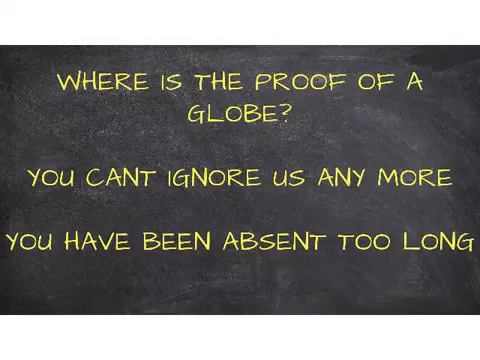 WHERE IS THE PROOF OF A
GLOBE?
YOU CANT IGNORE US ANY MORE
YOU HAVE BEEN ABSENT TOO LONG